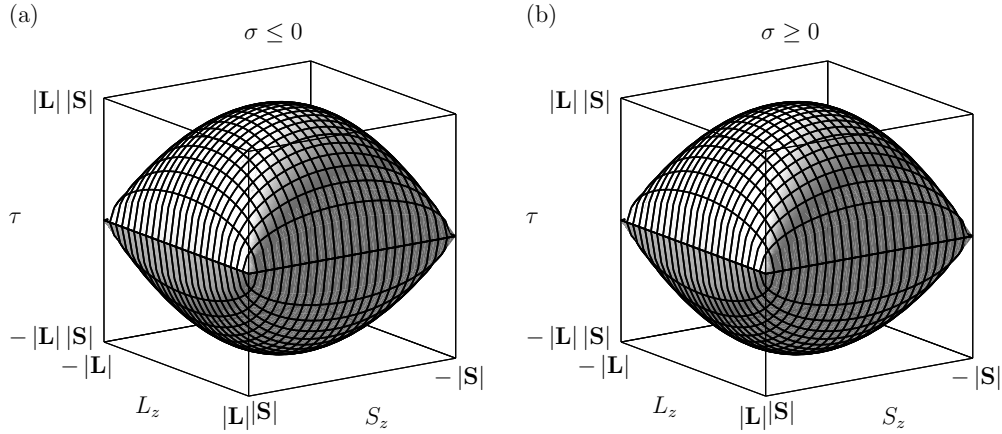 (a)
σ ≤ 0
|L| |S|
τ
− |L| |S|
− |L|
L_z
|L|
|S|
S_z
− |S|
(b)
σ ≥ 0
|L| |S|
τ
− |L| |S|
− |L|
L_z
|L|
|S|
S_z
− |S|